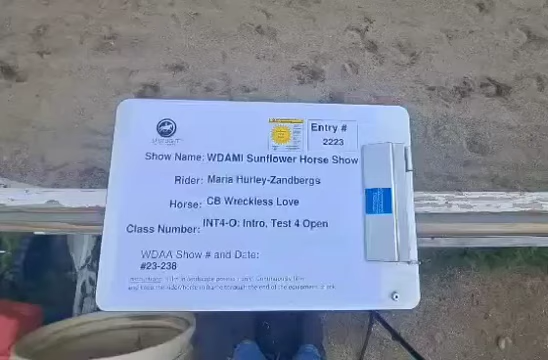 Entry #
2223
Show Name: WDAMI Sunflower Horse Show
Rider: Maria Hurley-Zandbergs
Horse: CB Wreckless Love
Class Number: INT4-O: Intro, Test 4 Open
WDAA Show # and Date:
#23-238